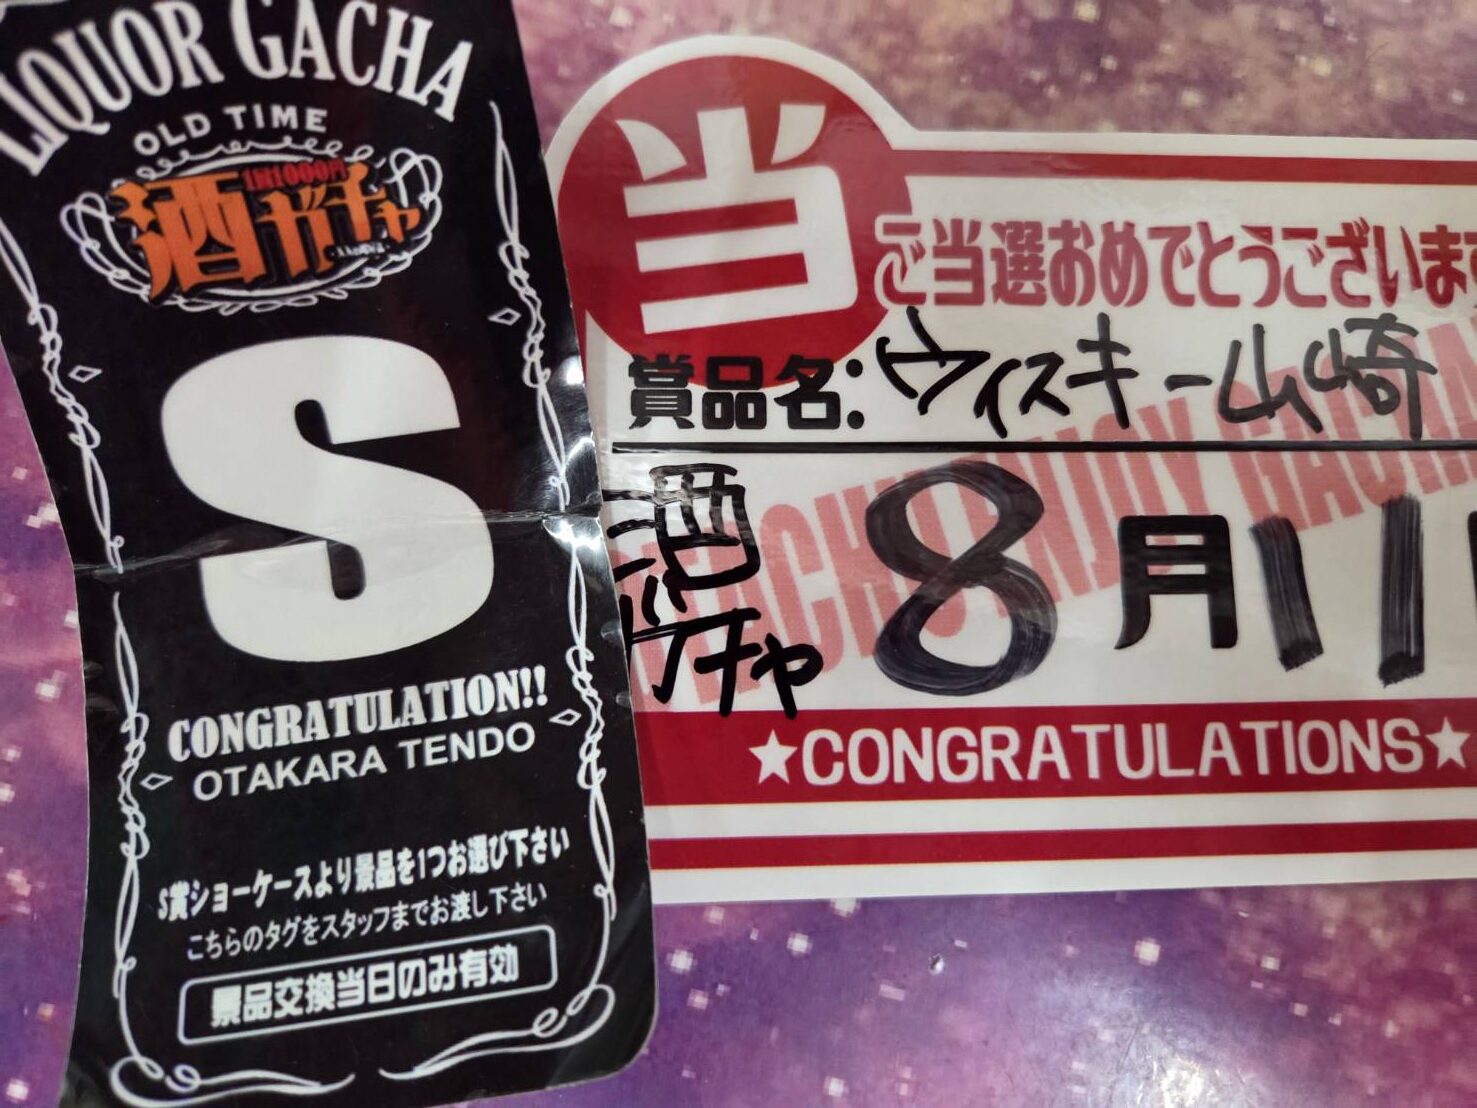 LIQUOR GACHA
OLD TIME
1回1000円
酒ガチャ
S
CONGRATULATION!!
OTAKARA TENDO
S賞ショーケースより景品を1つお選び下さい
こちらのタグをスタッフまでお渡し下さい
景品交換当日のみ有効
当
ご当選おめでとうございます
賞品名:ウィスキー山崎
酒ガチャ
8月11
★CONGRATULATIONS★